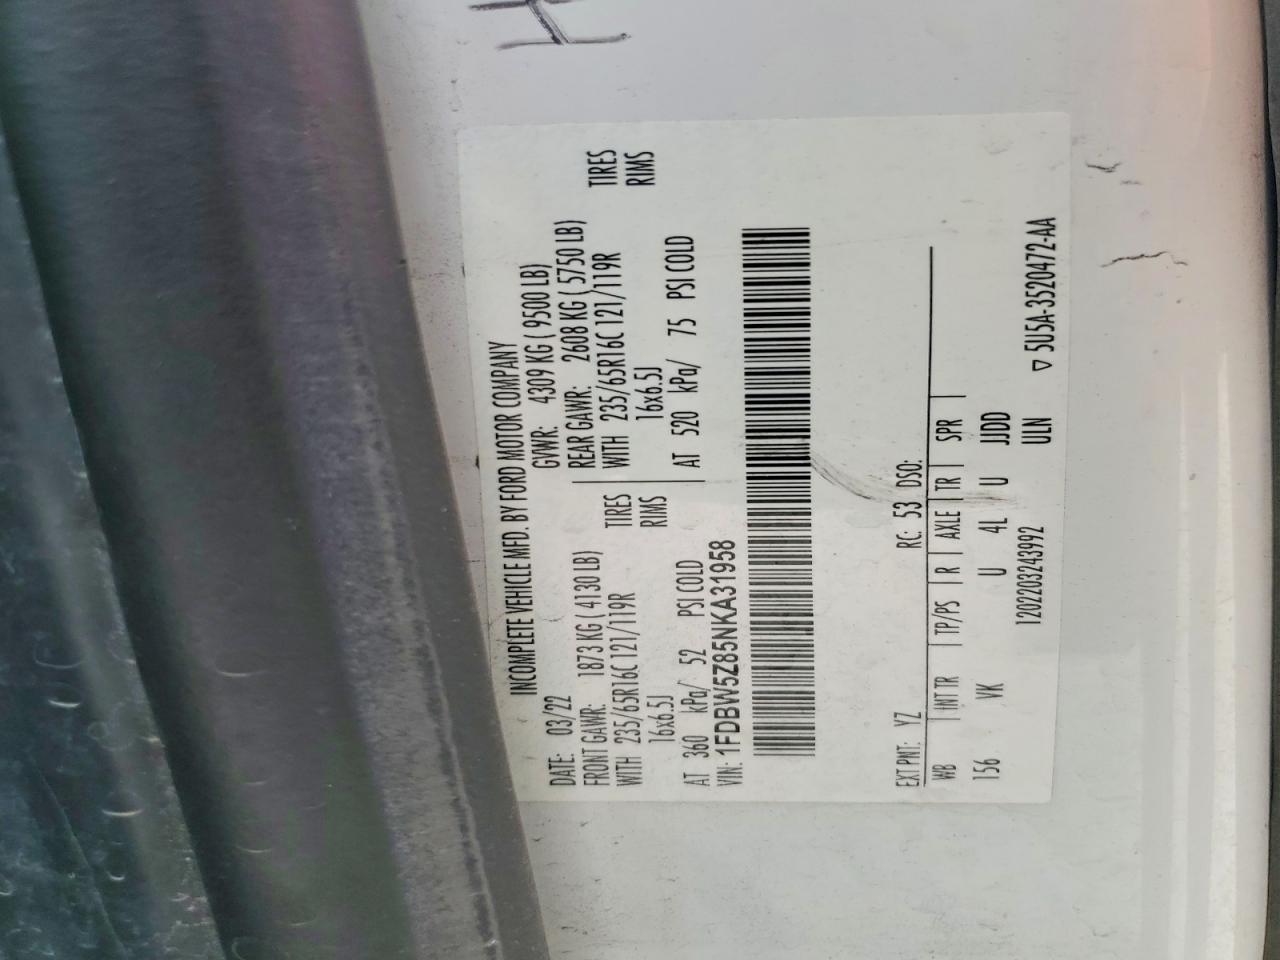 INCOMPLETE VEHICLE MFD. BY FORD MOTOR COMPANY
DATE: 03/22 GVWR: 4309 KG ( 9500 LB)
FRONT GAWR: 1873 KG ( 4130 LB) REAR GAWR: 2608 KG ( 5750 LB)
WITH 235/65R16C 121/119R TIRES WITH 235/65R16C 121/119R TIRES
16x6.5J RIMS 16x6.5J RIMS
AT 360 kPa/ 52 PSI COLD AT 520 kPa/ 75 PSI COLD
VIN: 1FDBW5Z85NKA31958
EXT PNT: YZ RC: 53 DSO:
WB INT TR TP/PS R AXLE TR SPR
156 VK U 4L U JJDD
1202203243992 ULN
▽ 5U5A-3520472-AA